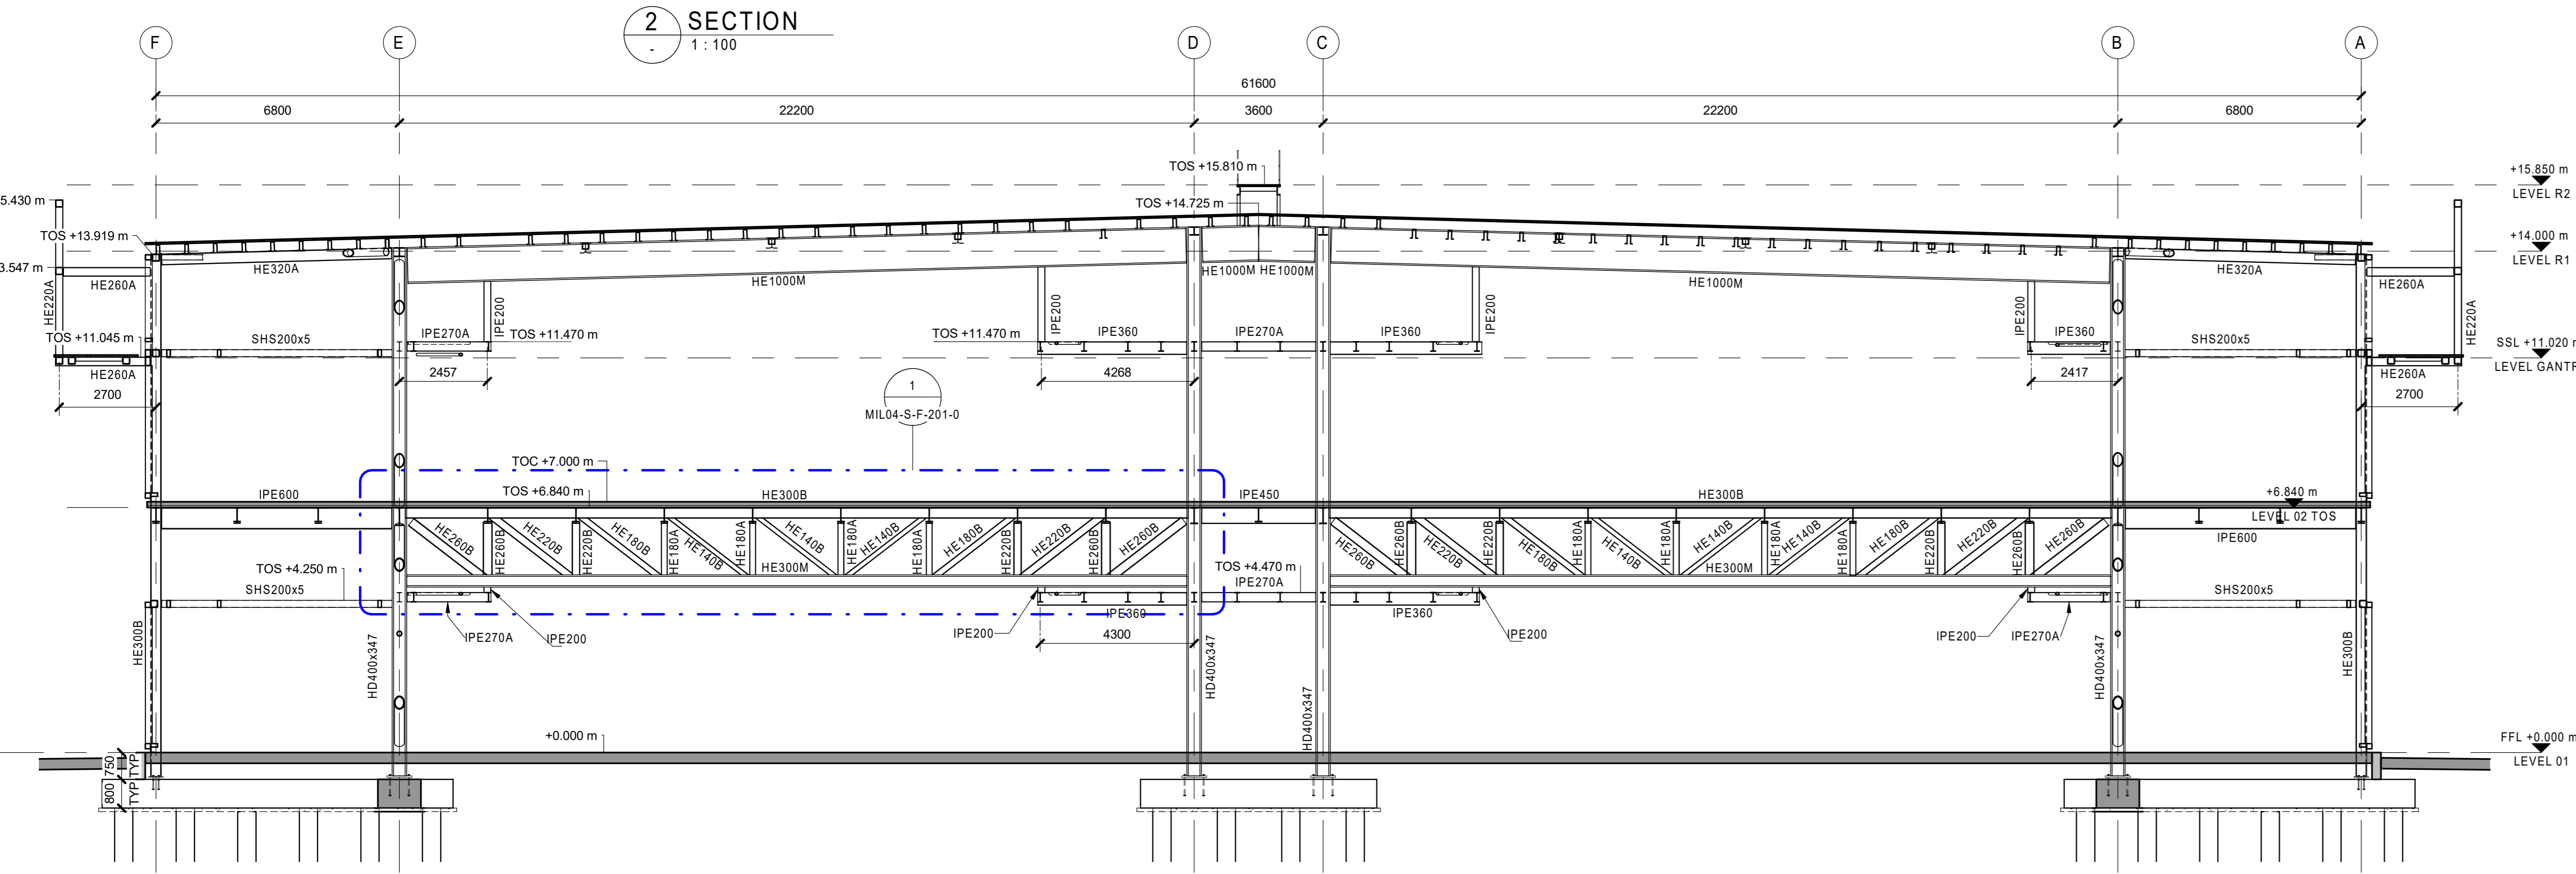 2 SECTION
- 1 : 100
F E D C B A
61600
6800 22200 3600 22200 6800
TOS +15.810 m
+15.850 m
LEVEL R2
5.430 m
TOS +14.725 m
TOS +13.919 m
+14.000 m
LEVEL R1
3.547 m
HE320A
HE1000M
HE1000M HE1000M
HE1000M
HE320A
HE260A
HE220A
IPE200
IPE200
IPE200
IPE200
HE260A
HE220A
TOS +11.045 m
SHS200x5
IPE270A
TOS +11.470 m
TOS +11.470 m
IPE360
IPE270A
IPE360
IPE360
SHS200x5
SSL +11.020 m
LEVEL GANTR
HE260A
2700
2457
4268
2417
HE260A
2700
1
MIL04-S-F-201-0
TOC +7.000 m
IPE600
TOS +6.840 m
HE300B
IPE450
HE300B
+6.840 m
LEVEL 02 TOS
IPE600
HE260B HE260B HE220B HE220B HE180B HE180A HE140B HE180A HE140B HE180A HE140B HE180A HE180B HE220B HE220B HE260B HE260B
HE260B HE260B HE220B HE220B HE180B HE180A HE140B HE180A HE140B HE180A HE140B HE180A HE180B HE220B HE220B HE260B HE260B
HE300M
HE300M
TOS +4.250 m
SHS200x5
TOS +4.470 m
IPE270A
SHS200x5
IPE360
IPE360
IPE270A
IPE200
IPE200
4300
IPE200
IPE200
IPE270A
HE300B
HD400x347
HD400x347
HD400x347
HD400x347
HE300B
+0.000 m
FFL +0.000 m
LEVEL 01
750 TYP
800 TYP